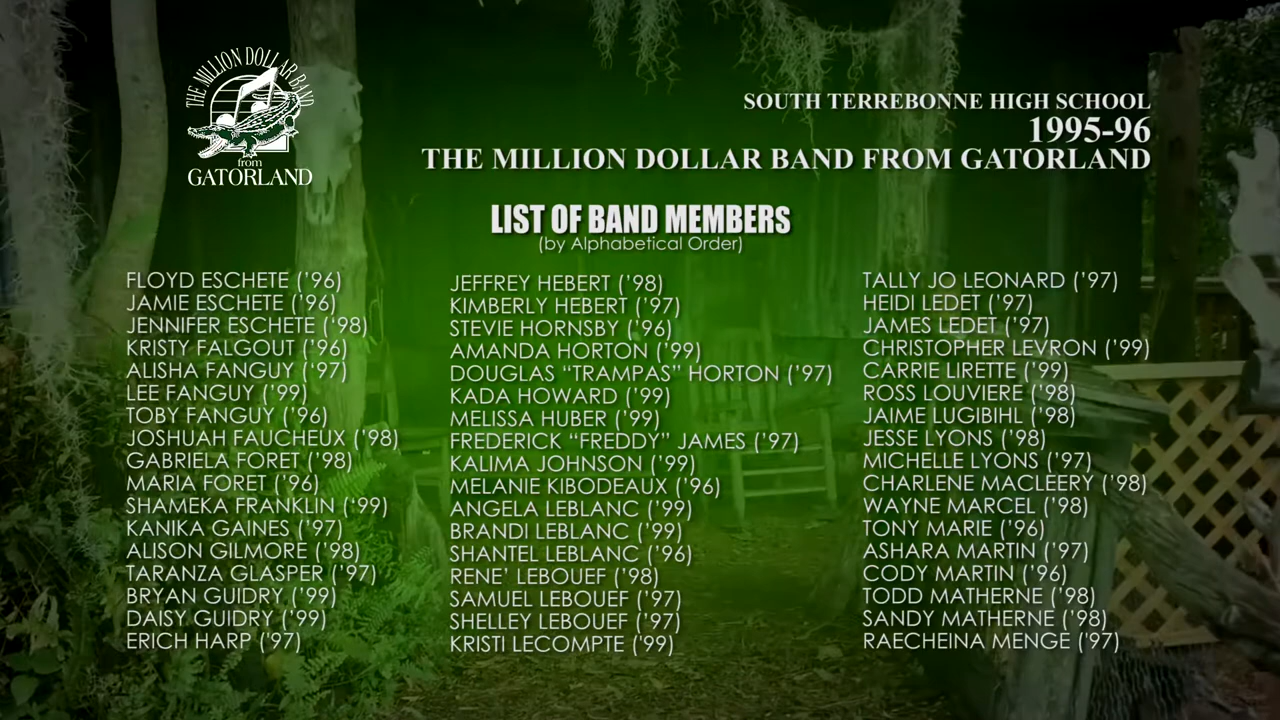 THE MILLION DOLLAR BAND
from
GATORLAND
SOUTH TERREBONNE HIGH SCHOOL
1995-96
THE MILLION DOLLAR BAND FROM GATORLAND
LIST OF BAND MEMBERS
(by Alphabetical Order)
FLOYD ESCHETE ('96)
JAMIE ESCHETE ('96)
JENNIFER ESCHETE ('98)
KRISTY FALGOUT ('96)
ALISHA FANGUY ('97)
LEE FANGUY ('99)
TOBY FANGUY ('96)
JOSHUAH FAUCHEUX ('98)
GABRIELA FORET ('98)
MARIA FORET ('96)
SHAMEKA FRANKLIN ('99)
KANIKA GAINES ('97)
ALISON GILMORE ('98)
TARANZA GLASPER ('97)
BRYAN GUIDRY ('99)
DAISY GUIDRY ('99)
ERICH HARP ('97)
JEFFREY HEBERT ('98)
KIMBERLY HEBERT ('97)
STEVIE HORNSBY ('96)
AMANDA HORTON ('99)
DOUGLAS “TRAMPAS” HORTON ('97)
KADA HOWARD ('99)
MELISSA HUBER ('99)
FREDERICK “FREDDY” JAMES ('97)
KALIMA JOHNSON ('99)
MELANIE KIBODEAUX ('96)
ANGELA LEBLANC ('99)
BRANDI LEBLANC ('99)
SHANTEL LEBLANC ('96)
RENE’ LEBOUEF ('98)
SAMUEL LEBOUEF ('97)
SHELLEY LEBOUEF ('97)
KRISTI LECOMPTE ('99)
TALLY JO LEONARD ('97)
HEIDI LEDET ('97)
JAMES LEDET ('97)
CHRISTOPHER LEVRON ('99)
CARRIE LIRETTE ('99)
ROSS LOUVIERE ('98)
JAIME LUGIBIHL ('98)
JESSE LYONS ('98)
MICHELLE LYONS ('97)
CHARLENE MACLEERY ('98)
WAYNE MARCEL ('98)
TONY MARIE ('96)
ASHARA MARTIN ('97)
CODY MARTIN ('96)
TODD MATHERNE ('98)
SANDY MATHERNE ('98)
RAECHEINA MENGE ('97)